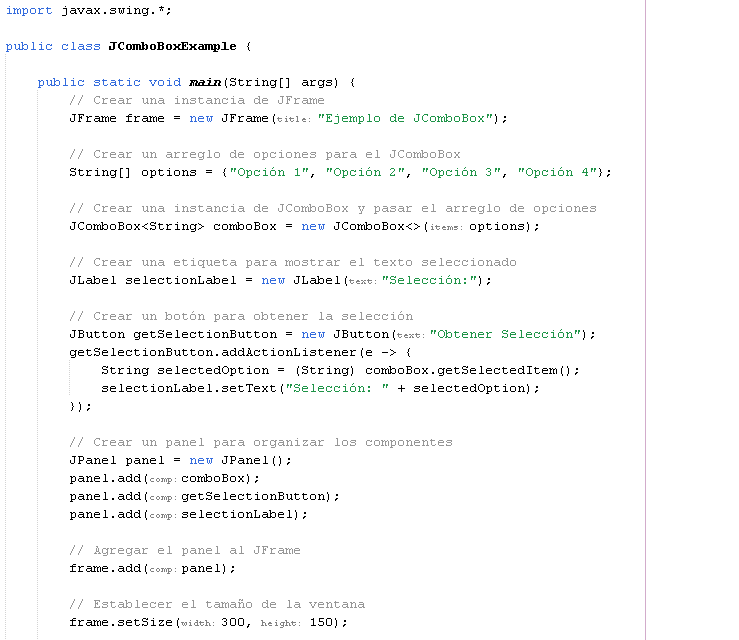 import javax.swing.*;
public class JComboBoxExample {
public static void main(String[] args) {
// Crear una instancia de JFrame
JFrame frame = new JFrame(title: "Ejemplo de JComboBox");
// Crear un arreglo de opciones para el JComboBox
String[] options = {"Opción 1", "Opción 2", "Opción 3", "Opción 4"};
// Crear una instancia de JComboBox y pasar el arreglo de opciones
JComboBox<String> comboBox = new JComboBox<>(items: options);
// Crear una etiqueta para mostrar el texto seleccionado
JLabel selectionLabel = new JLabel(text: "Selección:");
// Crear un botón para obtener la selección
JButton getSelectionButton = new JButton(text: "Obtener Selección");
getSelectionButton.addActionListener(e -> {
String selectedOption = (String) comboBox.getSelectedItem();
selectionLabel.setText("Selección: " + selectedOption);
});
// Crear un panel para organizar los componentes
JPanel panel = new JPanel();
panel.add(comp: comboBox);
panel.add(comp: getSelectionButton);
panel.add(comp: selectionLabel);
// Agregar el panel al JFrame
frame.add(comp: panel);
// Establecer el tamaño de la ventana
frame.setSize(width: 300, height: 150);